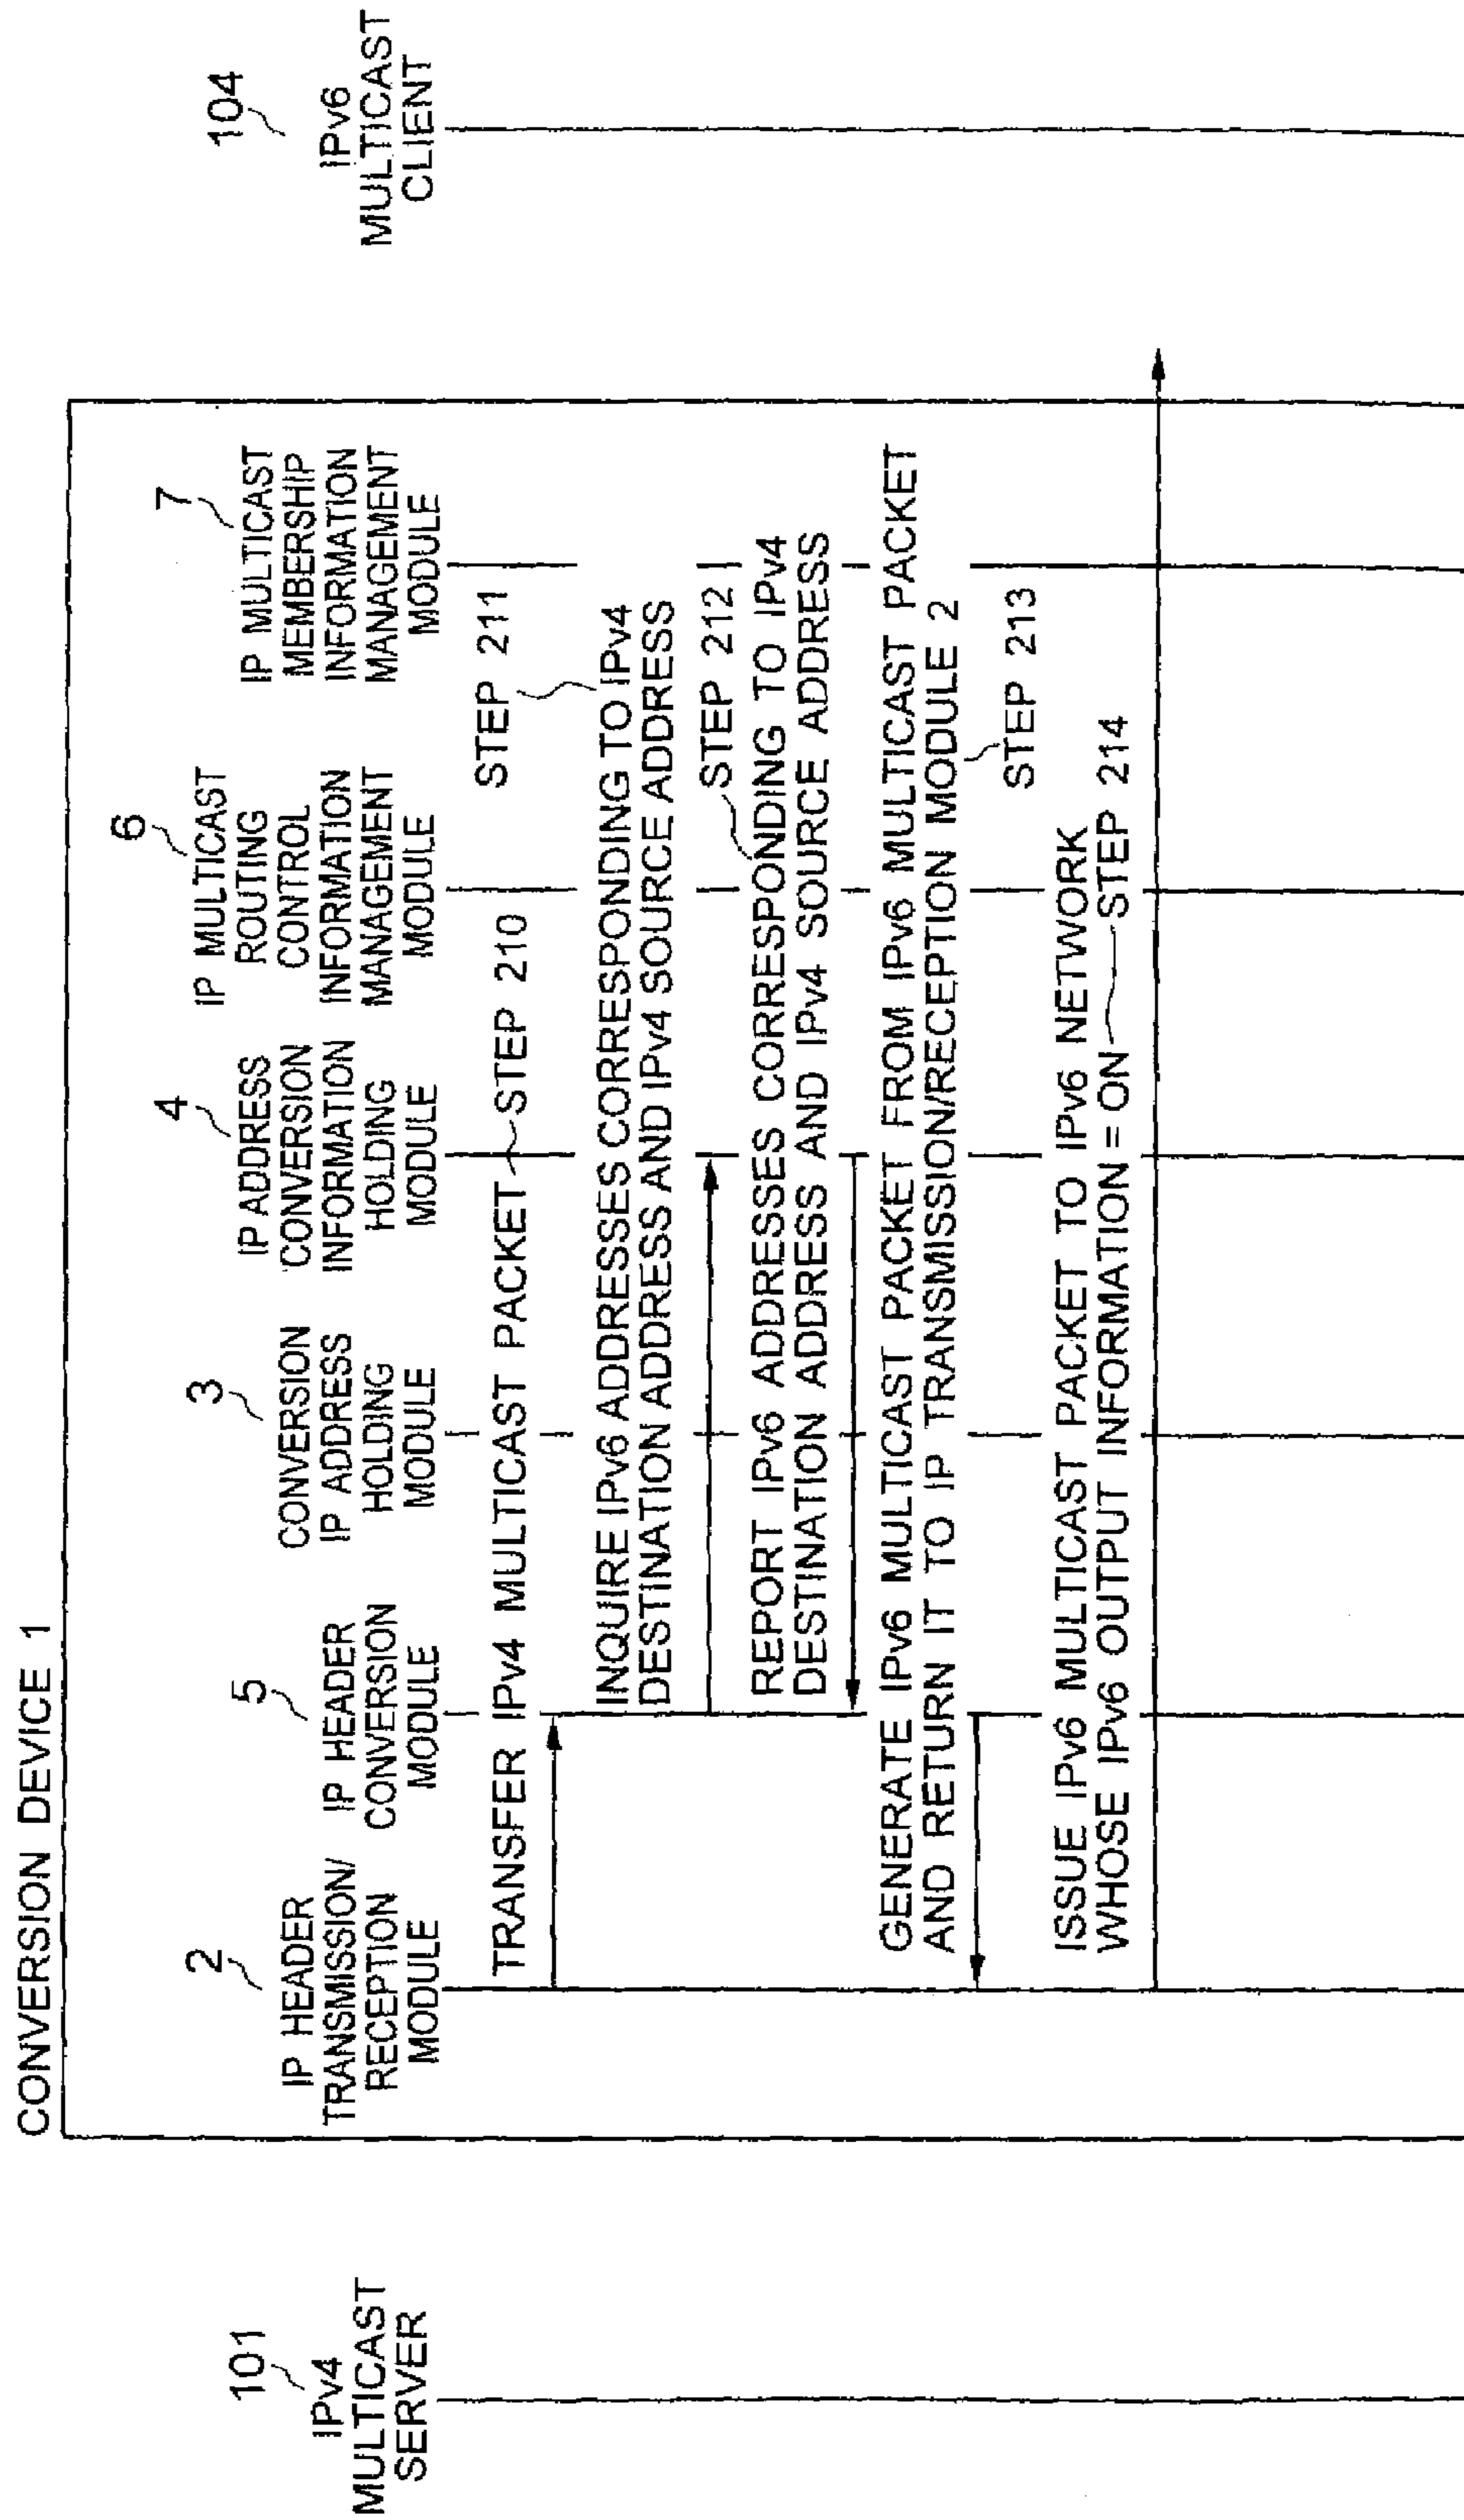 CONVERSION DEVICE 1
101
IPv4
MULTICAST
SERVER
2
IP HEADER
TRANSMISSION/
RECEPTION
MODULE
5
IP HEADER
CONVERSION
MODULE
3
CONVERSION
IP ADDRESS
HOLDING
MODULE
4
IP ADDRESS
CONVERSION
INFORMATION
HOLDING
MODULE
6
IP MULTICAST
ROUTING
CONTROL
INFORMATION
MANAGEMENT
MODULE
7
IP MULTICAST
MEMBERSHIP
INFORMATION
MANAGEMENT
MODULE
104
IPv6
MULTICAST
CLIENT
TRANSFER IPv4 MULTICAST PACKET STEP 210
STEP 211
INQUIRE IPv6 ADDRESSES CORRESPONDING TO IPv4
DESTINATION ADDRESS AND IPv4 SOURCE ADDRESS
STEP 212
REPORT IPv6 ADDRESSES CORRESPONDING TO IPv4
DESTINATION ADDRESS AND IPv4 SOURCE ADDRESS
GENERATE IPv6 MULTICAST PACKET FROM IPv6 MULTICAST PACKET
AND RETURN IT TO IP TRANSMISSION/RECEPTION MODULE 2
STEP 213
ISSUE IPv6 MULTICAST PACKET TO IPv6 NETWORK
WHOSE IPv6 OUTPUT INFORMATION = ON STEP 214